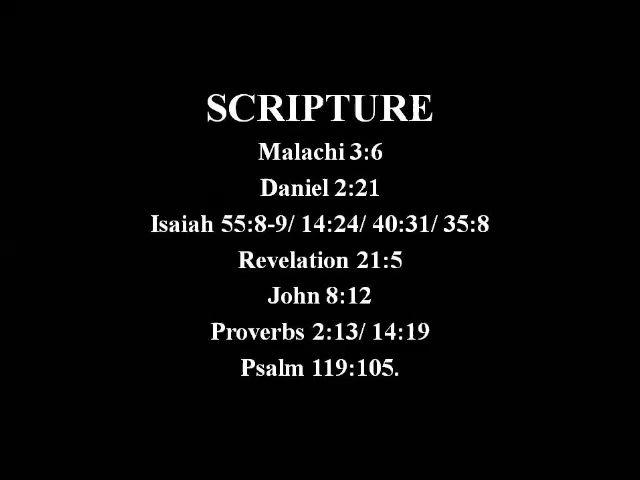 SCRIPTURE
Malachi 3:6
Daniel 2:21
Isaiah 55:8-9/ 14:24/ 40:31/ 35:8
Revelation 21:5
John 8:12
Proverbs 2:13/ 14:19
Psalm 119:105.